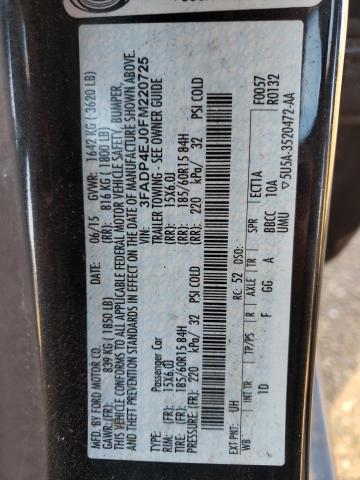 MFD. BY FORD MOTOR CO.
06/15 GVWR: 1642 KG (3620 LB)
GAWR: (FR): 839 KG (1850 LB) (RR): 816 KG (1800 LB)
THIS VEHICLE CONFORMS TO ALL APPLICABLE FEDERAL MOTOR VEHICLE SAFETY, BUMPER,
AND THEFT PREVENTION STANDARDS IN EFFECT ON THE DATE OF MANUFACTURE SHOWN ABOVE.
VIN: 3FADP4EJ0FM220725
Passenger Car TRAILER TOWING - SEE OWNER GUIDE
RIM: (FR): 15X6.0J (RR): 15X6.0J
TIRE: (FR): 185/60R15 84H (RR): 185/60R15 84H
PRESSURE: (FR): 220 kPa/ 32 PSI COLD (RR): 220 kPa/ 32 PSI COLD
F0057
R0132
EXT PNT: UH RC: 52 DSO: EC11A
WB INT TR TP/PS R AXLE TR SPR
1D F GG A BBCC 10A
UMU
5U5A-3520472-AA